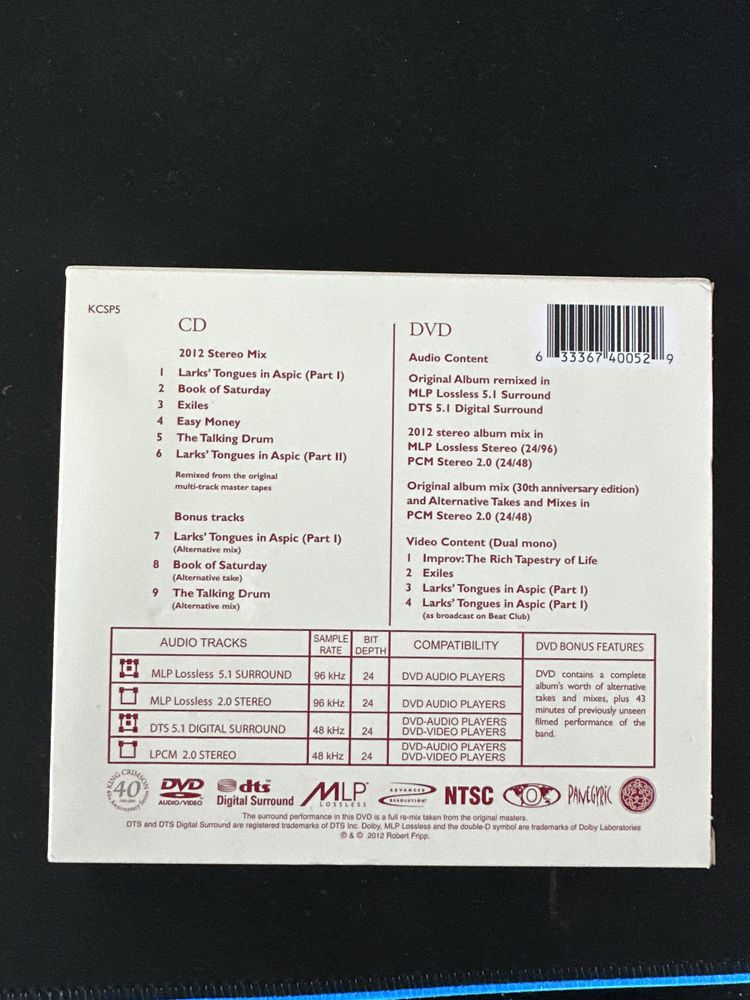 KCSP5
CD
2012 Stereo Mix
1 Larks' Tongues in Aspic (Part I)
2 Book of Saturday
3 Exiles
4 Easy Money
5 The Talking Drum
6 Larks' Tongues in Aspic (Part II)
Remixed from the original
multi-track master tapes
Bonus tracks
7 Larks' Tongues in Aspic (Part I)
(Alternative mix)
8 Book of Saturday
(Alternative take)
9 The Talking Drum
(Alternative mix)
DVD
6 33367 40052 9
Audio Content
Original Album remixed in
MLP Lossless 5.1 Surround
DTS 5.1 Digital Surround
2012 stereo album mix in
MLP Lossless Stereo (24/96)
PCM Stereo 2.0 (24/48)
Original album mix (30th anniversary edition)
and Alternative Takes and Mixes in
PCM Stereo 2.0 (24/48)
Video Content (Dual mono)
1 Improv: The Rich Tapestry of Life
2 Exiles
3 Larks' Tongues in Aspic (Part I)
4 Larks' Tongues in Aspic (Part I)
(as broadcast on Beat Club)
AUDIO TRACKS SAMPLE RATE BIT DEPTH COMPATIBILITY DVD BONUS FEATURES
MLP Lossless 5.1 SURROUND 96 kHz 24 DVD AUDIO PLAYERS
MLP Lossless 2.0 STEREO 96 kHz 24 DVD AUDIO PLAYERS
DTS 5.1 DIGITAL SURROUND 48 kHz 24 DVD-AUDIO PLAYERS DVD-VIDEO PLAYERS
LPCM 2.0 STEREO 48 kHz 24 DVD-AUDIO PLAYERS DVD-VIDEO PLAYERS
DVD contains a complete
album's worth of alternative
takes and mixes, plus 43
minutes of previously unseen
filmed performance of the
band.
KING CRIMSON 40 Anniversary Series
DVD AUDIO/VIDEO
dts Digital Surround
MLP LOSSLESS
ADVANCED RESOLUTION
NTSC
PANEGYRIC
The surround performance in this DVD is a full re-mix taken from the original masters.
DTS and DTS Digital Surround are registered trademarks of DTS Inc. Dolby, MLP Lossless and the double-D symbol are trademarks of Dolby Laboratories
℗ & © 2012 Robert Fripp.